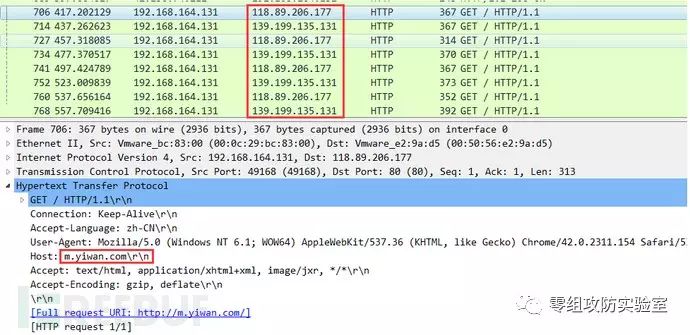 706 417.202129 192.168.164.131 118.89.206.177 HTTP 367 GET / HTTP/1.1
714 437.262623 192.168.164.131 139.199.135.131 HTTP 367 GET / HTTP/1.1
727 457.318085 192.168.164.131 118.89.206.177 HTTP 314 GET / HTTP/1.1
734 477.370517 192.168.164.131 139.199.135.131 HTTP 370 GET / HTTP/1.1
741 497.424789 192.168.164.131 118.89.206.177 HTTP 367 GET / HTTP/1.1
752 523.009839 192.168.164.131 139.199.135.131 HTTP 373 GET / HTTP/1.1
760 537.656164 192.168.164.131 118.89.206.177 HTTP 352 GET / HTTP/1.1
768 557.709416 192.168.164.131 139.199.135.131 HTTP 392 GET / HTTP/1.1
Frame 706: 367 bytes on wire (2936 bits), 367 bytes captured (2936 bits) on interface 0
Ethernet II, Src: Vmware_bc:83:00 (00:0c:29:bc:83:00), Dst: Vmware_e2:9a:d5 (00:50:56:e2:9a:d5)
Internet Protocol Version 4, Src: 192.168.164.131, Dst: 118.89.206.177
Transmission Control Protocol, Src Port: 49168 (49168), Dst Port: 80 (80), Seq: 1, Ack: 1, Len: 313
Hypertext Transfer Protocol
GET / HTTP/1.1\r\n
Connection: Keep-Alive\r\n
Accept-Language: zh-CN\r\n
User-Agent: Mozilla/5.0 (Windows NT 6.1; WOW64) AppleWebKit/537.36 (KHTML, like Gecko) Chrome/42.0.2311.154 Safari/53
Host: m.yiwan.com\r\n
Accept: text/html, application/xhtml+xml, image/jxr, */*\r\n
Accept-Encoding: gzip, deflate\r\n
\r\n
[Full request URI: http://m.yiwan.com/]
[HTTP request 1/1]
FREEBUF
零组攻防实验室